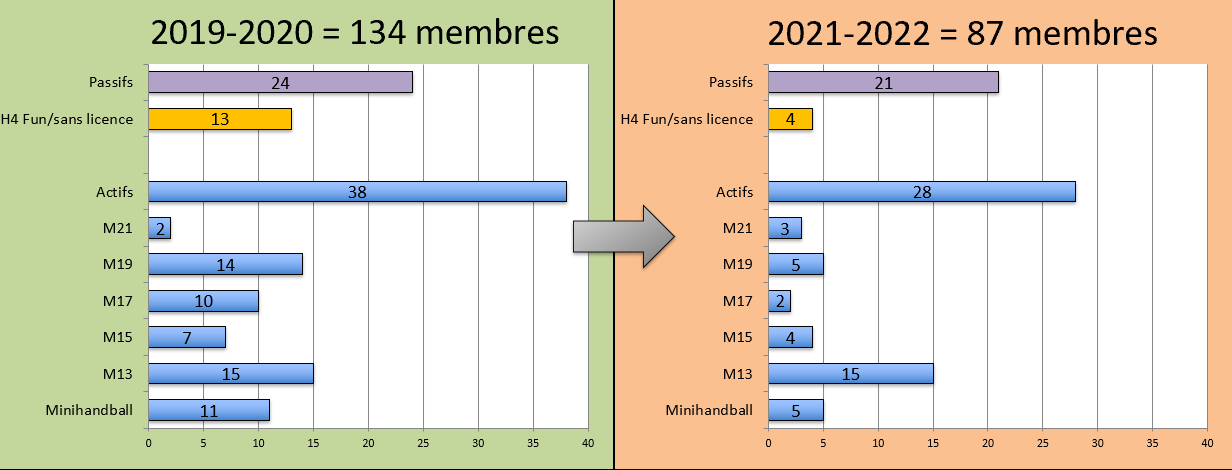 2019-2020 = 134 membres
Passifs 24
H4 Fun/sans licence 13
Actifs 38
M21 2
M19 14
M17 10
M15 7
M13 15
Minihandball 11
0 5 10 15 20 25 30 35 40
2021-2022 = 87 membres
Passifs 21
H4 Fun/sans licence 4
Actifs 28
M21 3
M19 5
M17 2
M15 4
M13 15
Minihandball 5
0 5 10 15 20 25 30 35 40